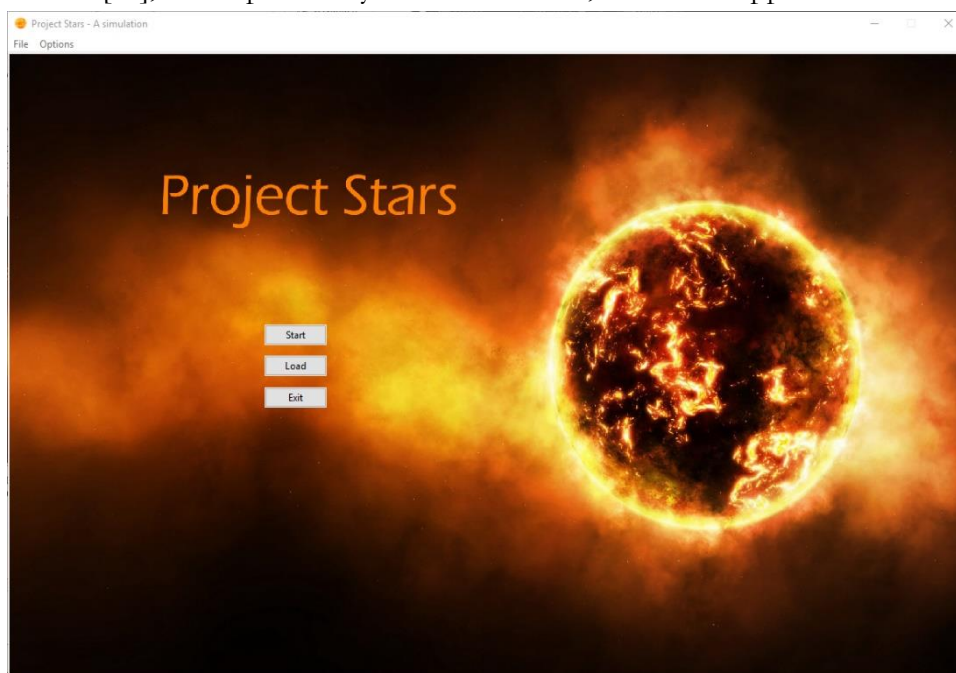 Project Stars - A simulation
File Options
Project Stars
Start
Load
Exit